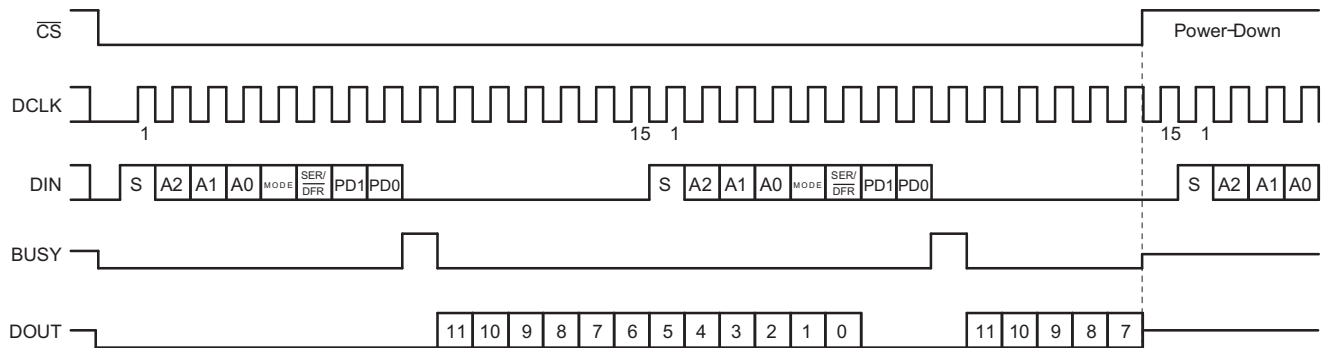 CS Power-Down
DCLK
1 15 1 15 1
DIN S A2 A1 A0 MODE SER/DFR PD1 PD0 S A2 A1 A0 MODE SER/DFR PD1 PD0 S A2 A1 A0
BUSY
DOUT 11 10 9 8 7 6 5 4 3 2 1 0 11 10 9 8 7